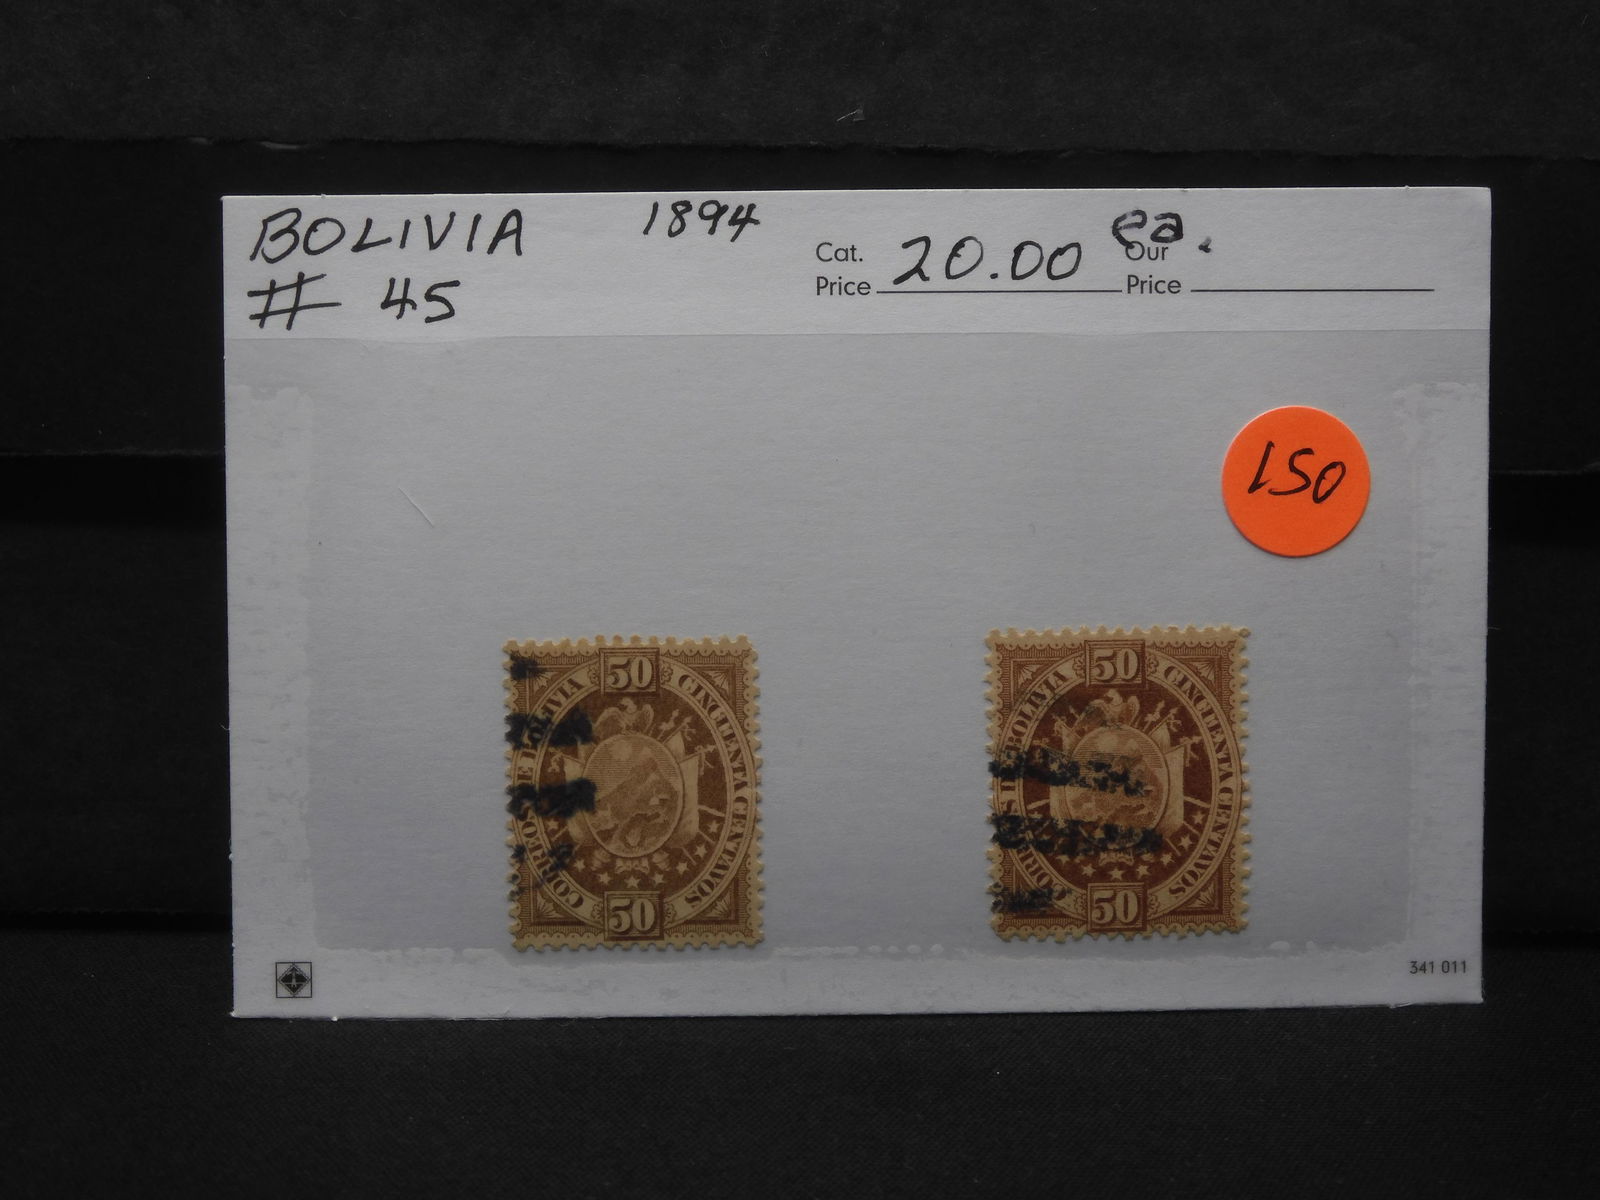 BOLIVIA 1894
# 45
Cat. Price 20.00 ea.
Our Price
150
50
CORREOS DE BOLIVIA
CINCUENTA CENTAVOS
50
50
CORREOS DE BOLIVIA
CINCUENTA CENTAVOS
50
341 011